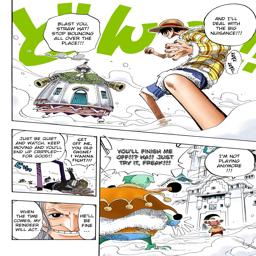 BLAST YOU,
STRAW HAT!
STOP BOUNCING
ALL OVER THE
PLACE!!!
AND I'LL
DEAL WITH
THE BIG
NUISANCE!!!
JUST BE QUIET
AND WATCH, KEEP
MOVING AND YOU'LL
END UP CRIPPLED--
FOR GOOD!!
GET
OFF ME,
YOU OLD
I WANNA
FIGHT!!!
YOU'LL FINISH ME
OFF!!? HA!! JUST
TRY IT, FREAK!!!
I'M NOT
PLAYING
ANYMORE
!!!
WHEN THE
TIME COMES, MY
REINDEER
WILL ACT.
HE'LL
BE FINE